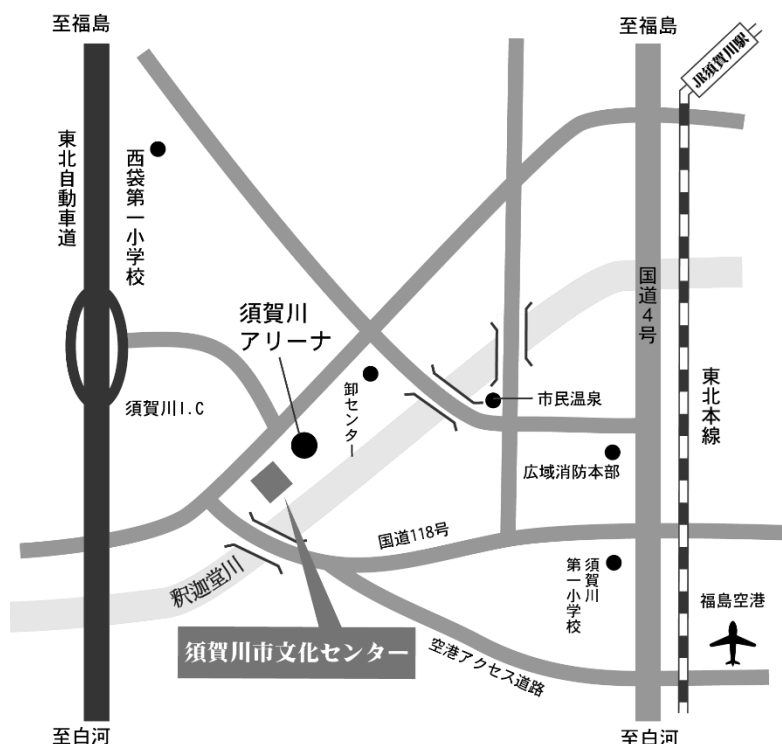 至福島
至福島
JR須賀川駅
東北自動車道
西袋第一小学校
国道4号
須賀川
アリーナ
東北本線
須賀川I.C
卸センター
市民温泉
広域消防本部
国道118号
須賀川
第一小学校
釈迦堂川
福島空港
須賀川市文化センター
空港アクセス道路
至白河
至白河